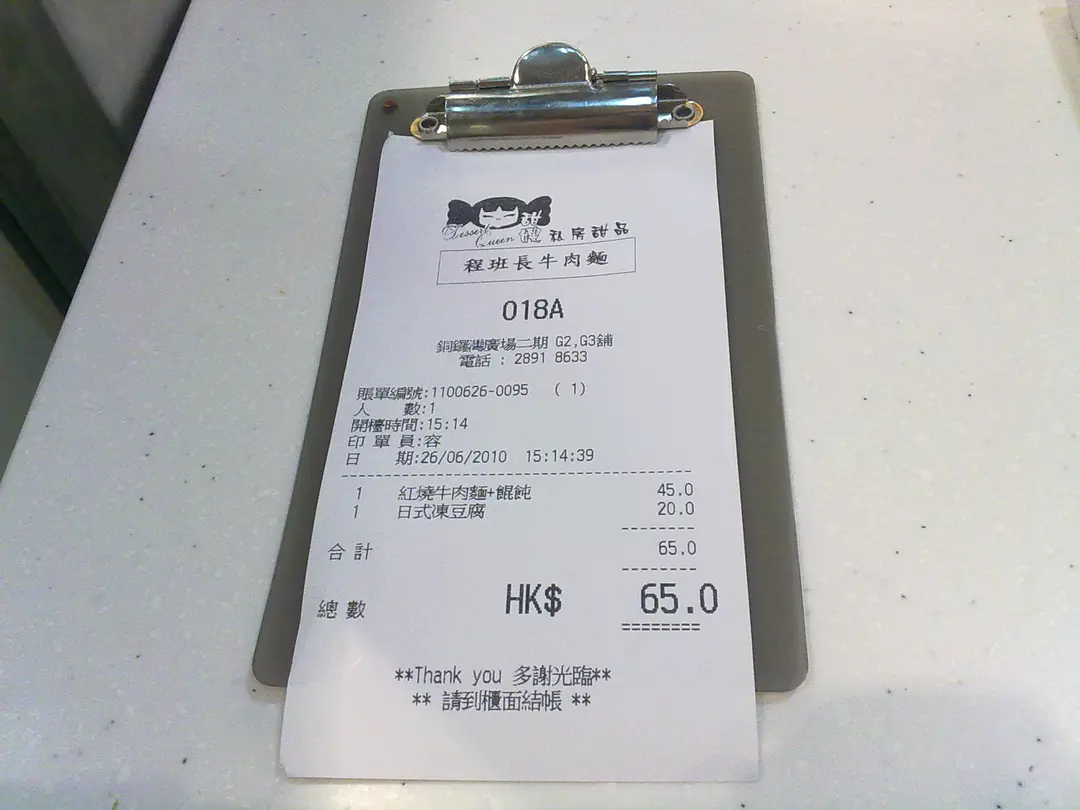 Dessert 甜
Queen 后 私房甜品
程班長牛肉麵
018A
銅鑼灣廣場二期 G2,G3舖
電話 : 2891 8633
賬單編號:1100626-0095 ( 1)
人 數:1
開檯時間:15:14
印 單 員:容
日 期:26/06/2010 15:14:39
1 紅燒牛肉麵+餛飩 45.0
1 日式凍豆腐 20.0
合 計 65.0
總 數 HK$ 65.0
**Thank you 多謝光臨**
** 請到櫃面結帳 **